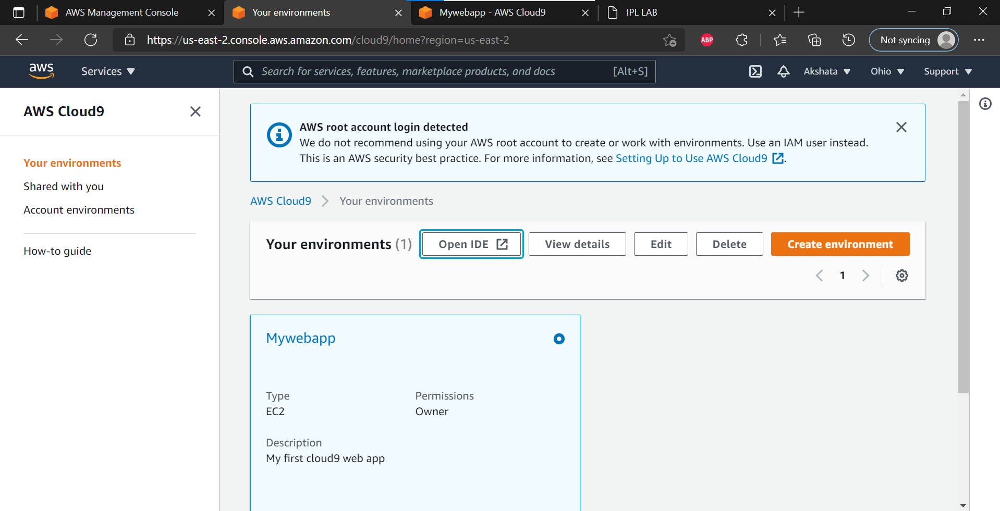 AWS Management Console
Your environments
Mywebapp - AWS Cloud9
IPL LAB
https://us-east-2.console.aws.amazon.com/cloud9/home?region=us-east-2
ABP
Not syncing
aws
Services
Search for services, features, marketplace products, and docs
[Alt+S]
Akshata
Ohio
Support
AWS Cloud9
Your environments
Shared with you
Account environments
How-to guide
AWS root account login detected
We do not recommend using your AWS root account to create or work with environments. Use an IAM user instead.
This is an AWS security best practice. For more information, see Setting Up to Use AWS Cloud9.
AWS Cloud9
Your environments
Your environments (1)
Open IDE
View details
Edit
Delete
Create environment
1
Mywebapp
Type
Permissions
EC2
Owner
Description
My first cloud9 web app